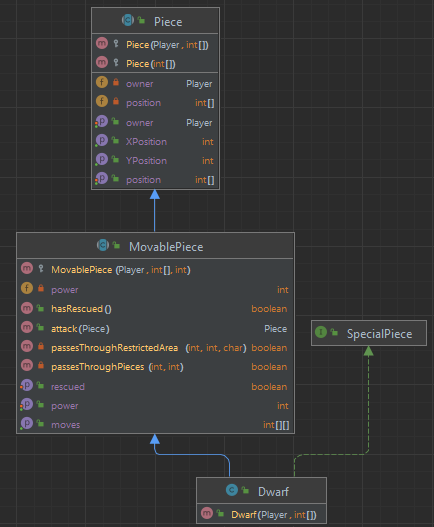 Piece
Piece(Player, int[])
Piece(int[])
owner Player
position int[]
owner Player
XPosition int
YPosition int
position int[]
MovablePiece
MovablePiece (Player, int[], int)
power int
hasRescued() boolean
attack(Piece) Piece
passesThroughRestrictedArea (int, int, char) boolean
passesThroughPieces (int, int) boolean
rescued boolean
power int
moves int[][]
SpecialPiece
Dwarf
Dwarf(Player, int[])